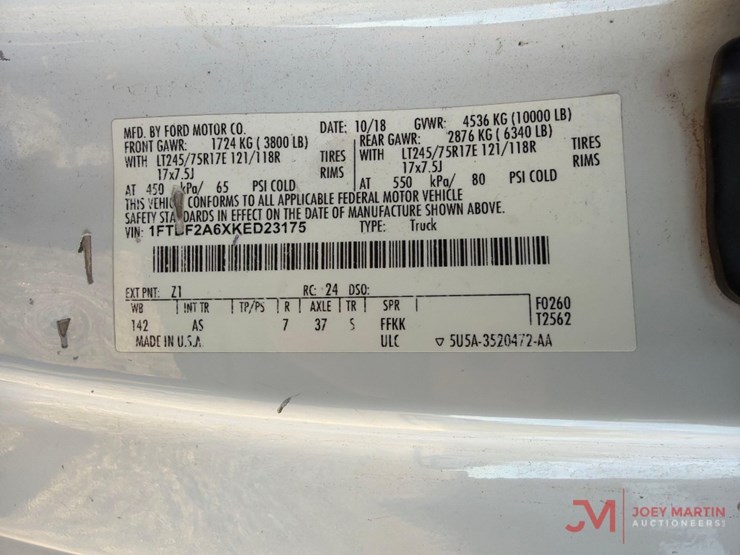 MFD. BY FORD MOTOR CO. DATE: 10/18 GVWR: 4536 KG (10000 LB)
FRONT GAWR: 1724 KG ( 3800 LB) REAR GAWR: 2876 KG ( 6340 LB)
WITH LT245/75R17E 121/118R TIRES WITH LT245/75R17E 121/118R TIRES
17x7.5J RIMS 17x7.5J RIMS
AT 450 kPa/ 65 PSI COLD AT 550 kPa/ 80 PSI COLD
THIS CONFORMS TO ALL APPLICABLE FEDERAL MOTOR VEHICLE
SAFETY IN EFFECT ON THE DATE OF MANUFACTURE SHOWN ABOVE.
VIN: F2A6XKED23175 TYPE: Truck
EXT PNT: Z1 RC: 24 DSO:
WB INT TR TP/PS R AXLE TR SPR F0260
142 AS 7 37 S FFKK T2562
MADE IN U.S.A. ULC ▽ 5U5A-3520472-AA
JM JOEY MARTIN
AUCTIONEERS!